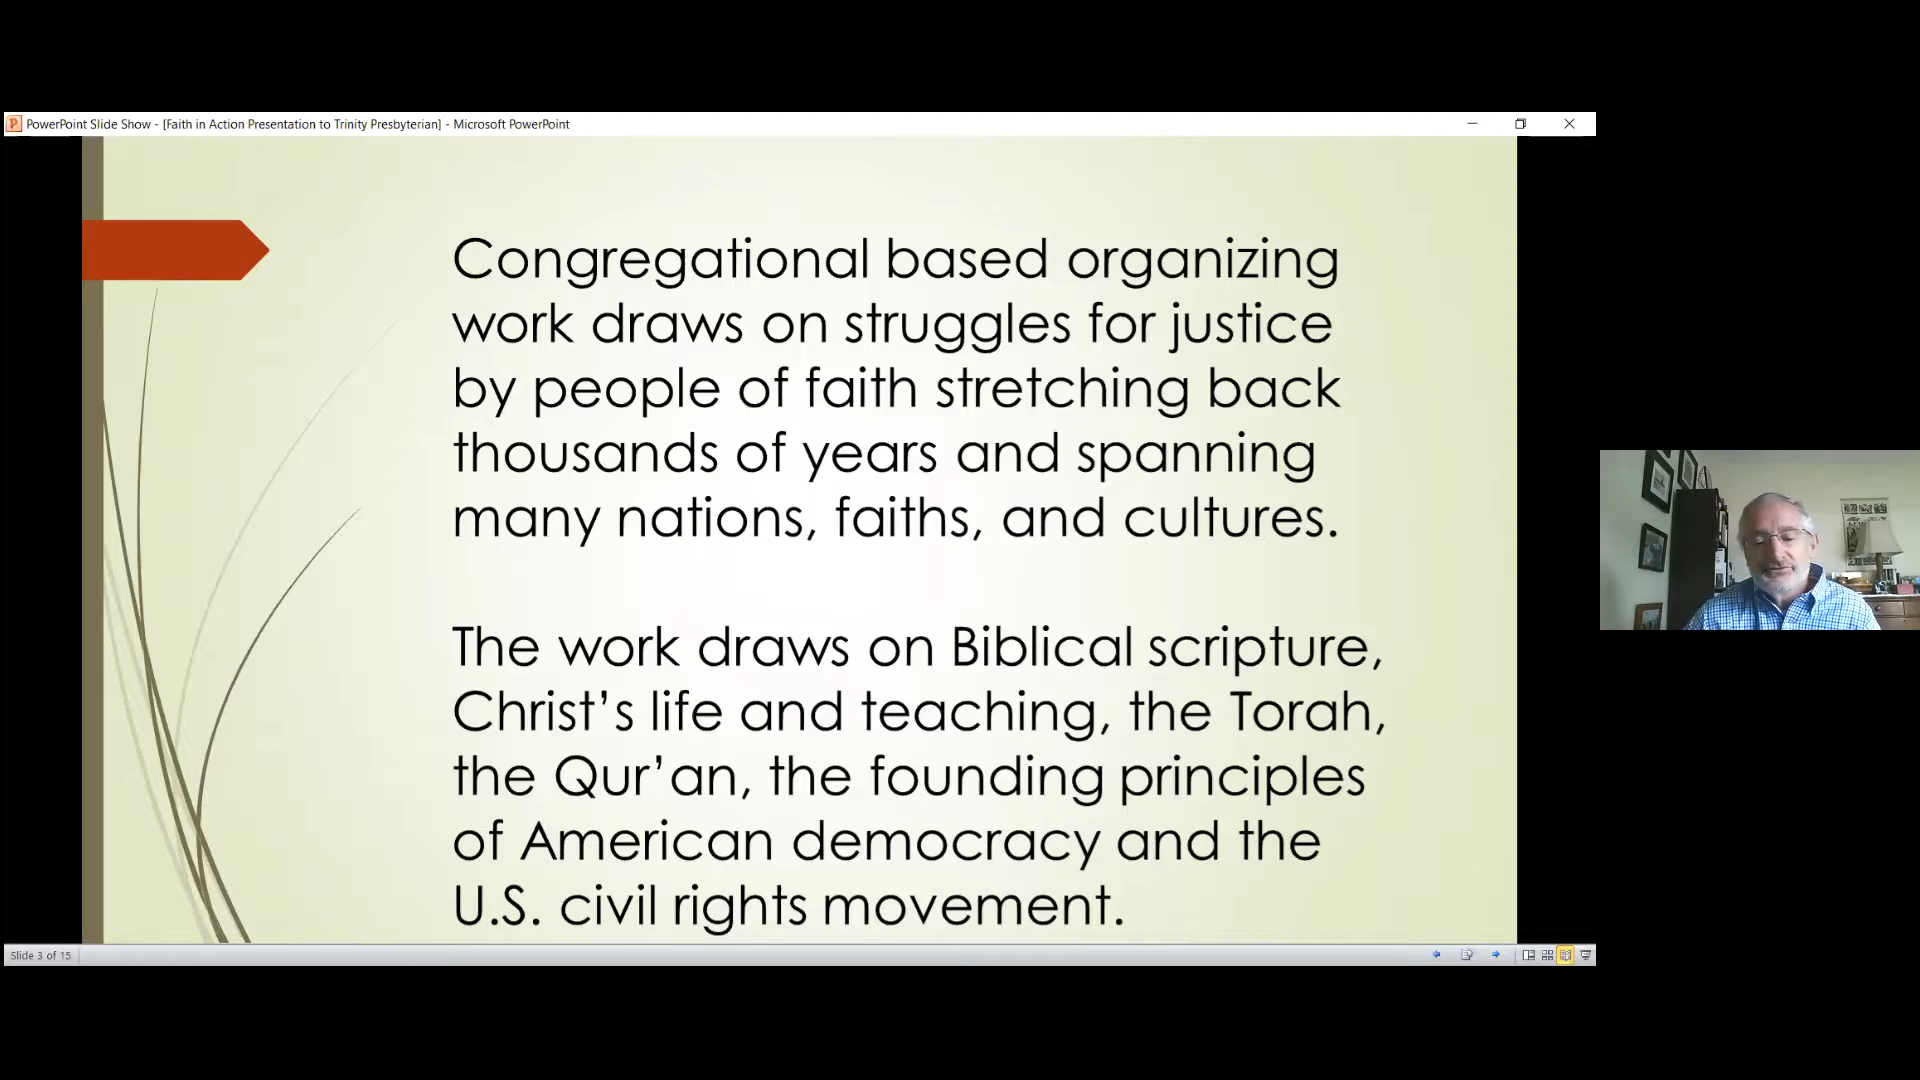 PowerPoint Slide Show - [Faith in Action Presentation to Trinity Presbyterian] - Microsoft PowerPoint
Congregational based organizing
work draws on struggles for justice
by people of faith stretching back
thousands of years and spanning
many nations, faiths, and cultures.
The work draws on Biblical scripture,
Christ’s life and teaching, the Torah,
the Qur’an, the founding principles
of American democracy and the
U.S. civil rights movement.
Slide 3 of 15